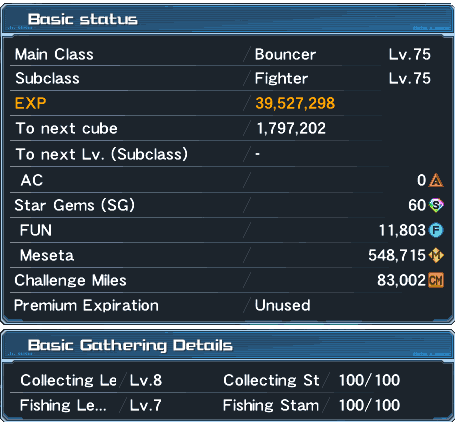 Basic status
Main Class / Bouncer Lv.75
Subclass / Fighter Lv.75
EXP / 39,527,298
To next cube / 1,797,202
To next Lv. (Subclass) / -
AC / 0
Star Gems (SG) / 60
FUN / 11,803
Meseta / 548,715
Challenge Miles / 83,002 CM
Premium Expiration / Unused
Basic Gathering Details
Collecting Le / Lv.8 Collecting St / 100/100
Fishing Le... / Lv.7 Fishing Stam / 100/100